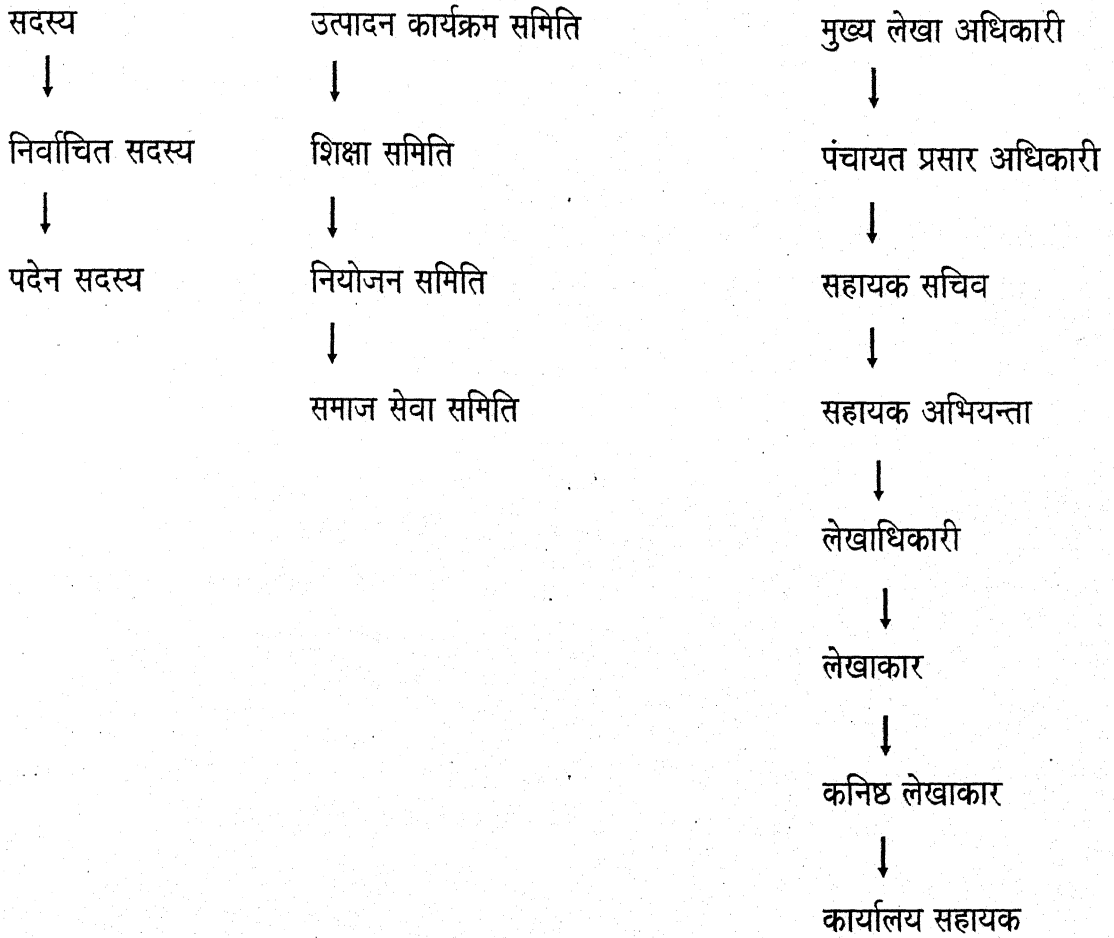 सदस्य
↓
निर्वाचित सदस्य
↓
पदेन सदस्य
उत्पादन कार्यक्रम समिति
↓
शिक्षा समिति
↓
नियोजन समिति
↓
समाज सेवा समिति
मुख्य लेखा अधिकारी
↓
पंचायत प्रसार अधिकारी
↓
सहायक सचिव
↓
सहायक अभियन्ता
↓
लेखाधिकारी
↓
लेखाकार
↓
कनिष्ठ लेखाकार
↓
कार्यालय सहायक